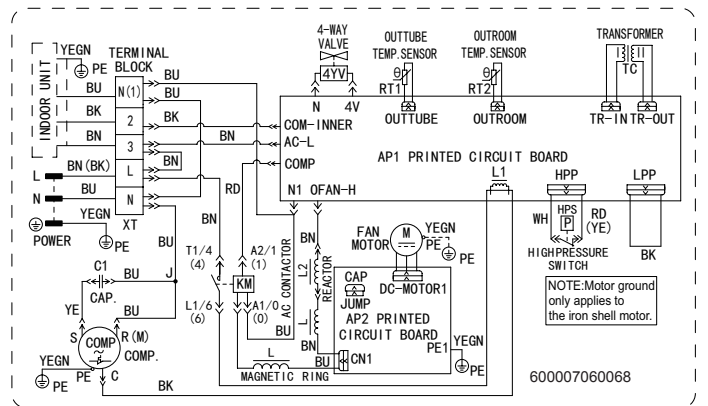 4-WAY
VALVE
OUTTUBE
TEMP.SENSOR
OUTROOM
TEMP.SENSOR
TRANSFORMER
YEGN
PE
TERMINAL
BLOCK
BU
4YV
θ
RT1
θ
RT2
TC
INDOOR UNIT
BU
N(1)
BU
N
4V
OUTTUBE
OUTROOM
TR-IN
TR-OUT
BK
2
BK
COM-INNER
BN
3
BN
AC-L
AP1 PRINTED CIRCUIT BOARD
BN
L
BN(BK)
L
COMP
L1
HPP
LPP
N
BU
N
RD
N1
OFAN-H
YEGN
XT
BN
WH
HPS
P
RD
(YE)
POWER
PE
BU
FAN
MOTOR
M
YEGN
PE
BN
HIGHPRESSURE
SWITCH
BK
T1/4
(4)
A2/1
(1)
AC CONTACTOR
L2
REACTOR
C1
BU
J
CAP.
KM
CAP
JUMP
DC-MOTOR1
NOTE:Motor ground
only applies to
the iron shell motor.
YE
BU
L1/6
(6)
A1/0
(0)
L
AP2 PRINTED
CIRCUIT BOARD
S
R(M)
COMP
COMP.
BU
BN
PE1
YEGN
YEGN
PE
L
BU
CN1
PE
PE
C
BK
MAGNETIC RING
600007060068